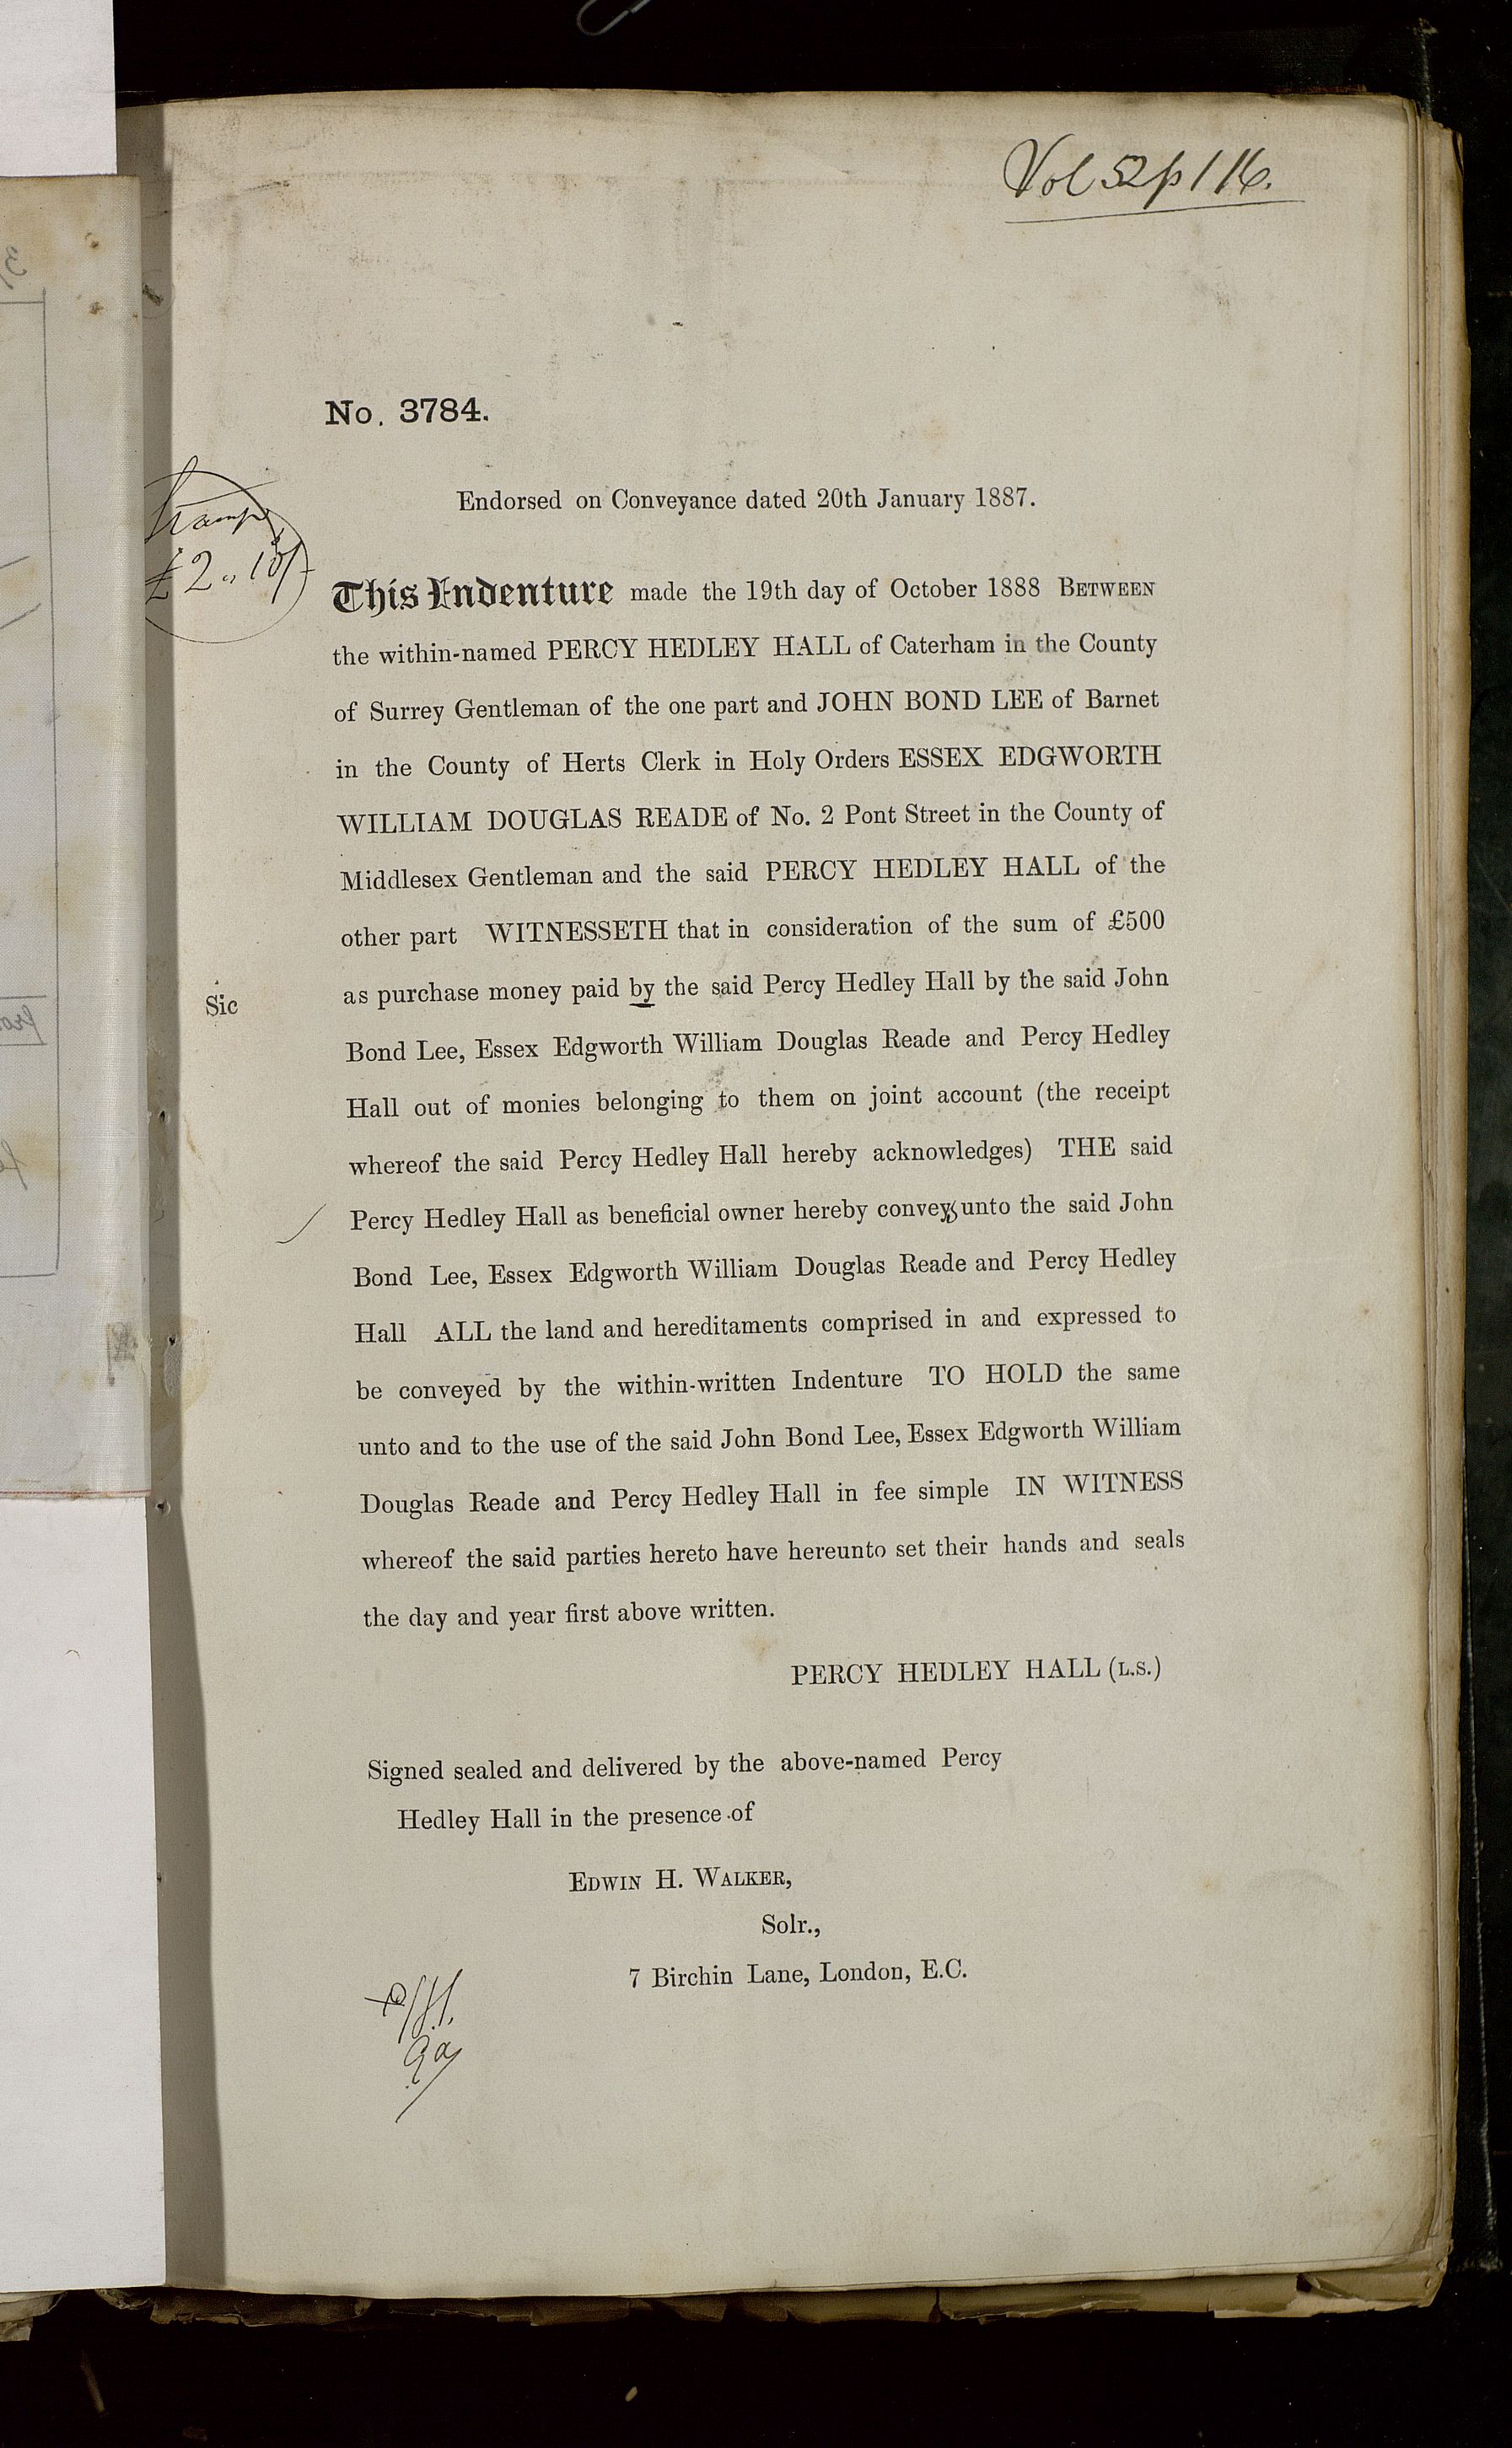 Vol 52 p 116.
No. 3784.
Endorsed on Conveyance dated 20th January 1887.
Stamp
£2 " 10/-
This Indenture made the 19th day of October 1888 BETWEEN
the within-named PERCY HEDLEY HALL of Caterham in the County
of Surrey Gentleman of the one part and JOHN BOND LEE of Barnet
in the County of Herts Clerk in Holy Orders ESSEX EDGWORTH
WILLIAM DOUGLAS READE of No. 2 Pont Street in the County of
Middlesex Gentleman and the said PERCY HEDLEY HALL of the
other part WITNESSETH that in consideration of the sum of £500
Sic
as purchase money paid by the said Percy Hedley Hall by the said John
Bond Lee, Essex Edgworth William Douglas Reade and Percy Hedley
Hall out of monies belonging to them on joint account (the receipt
whereof the said Percy Hedley Hall hereby acknowledges) THE said
Percy Hedley Hall as beneficial owner hereby conveys unto the said John
Bond Lee, Essex Edgworth William Douglas Reade and Percy Hedley
Hall ALL the land and hereditaments comprised in and expressed to
be conveyed by the within-written Indenture TO HOLD the same
unto and to the use of the said John Bond Lee, Essex Edgworth William
Douglas Reade and Percy Hedley Hall in fee simple IN WITNESS
whereof the said parties hereto have hereunto set their hands and seals
the day and year first above written.
PERCY HEDLEY HALL (L.S.)
Signed sealed and delivered by the above-named Percy
Hedley Hall in the presence of
EDWIN H. WALKER,
Solr.,
7 Birchin Lane, London, E.C.